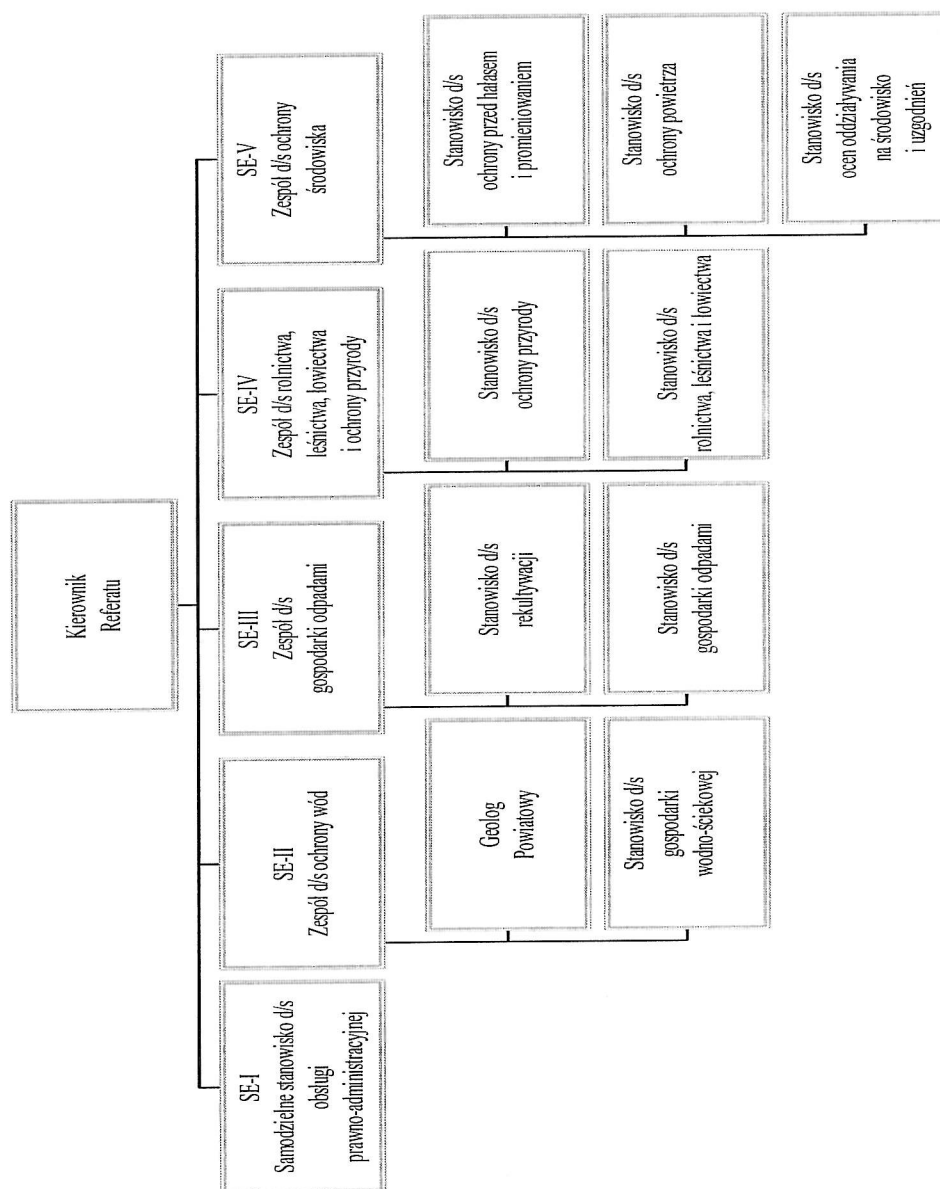 Kierownik
Referatu
SE-I
Samodzielne stanowisko d/s
obsługi
prawno-administracyjnej
SE-II
Zespół d/s ochrony wód
Geolog
Powiatowy
Stanowisko d/s
gospodarki
wodno-ściekowej
SE-III
Zespół d/s
gospodarki odpadami
Stanowisko d/s
rekultywacji
Stanowisko d/s
gospodarki odpadami
SE-IV
Zespół d/s rolnictwa,
leśnictwa, łowiectwa
i ochrony przyrody
Stanowisko d/s
ochrony przyrody
Stanowisko d/s
rolnictwa, leśnictwa i łowiectwa
SE-V
Zespół d/s ochrony
środowiska
Stanowisko d/s
ochrony przed hałasem
i promieniowaniem
Stanowisko d/s
ochrony powietrza
Stanowisko d/s
ocen oddziaływania
na środowisko
i uzgodnień